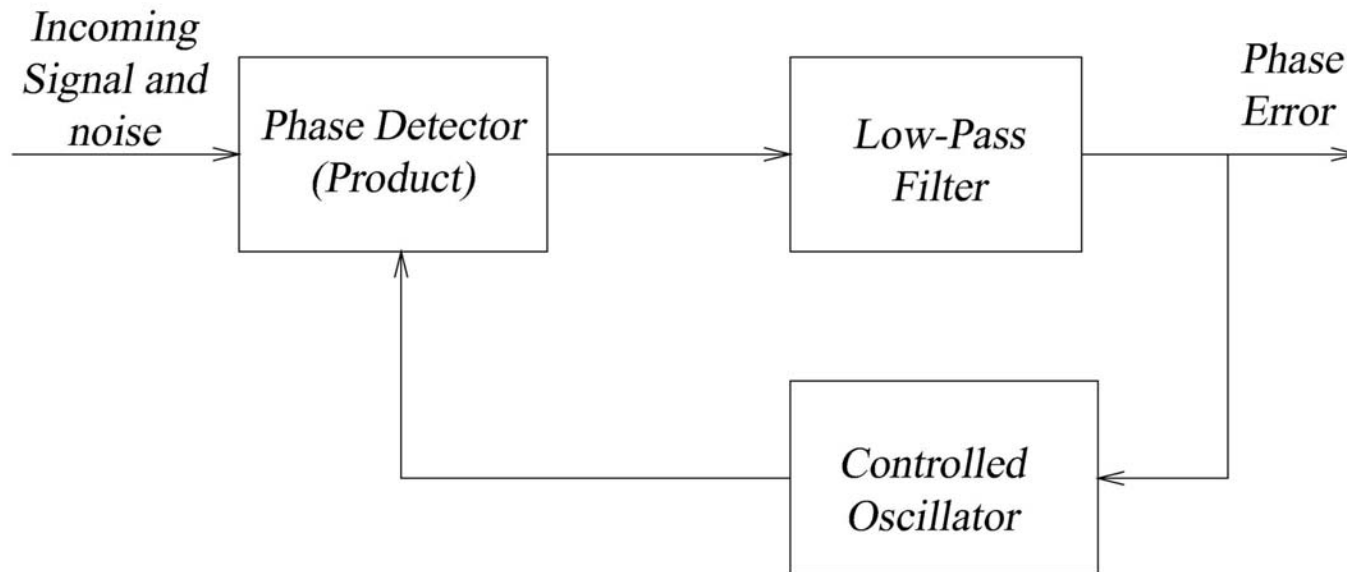 Incoming
Signal and
noise
Phase Detector
(Product)
Low-Pass
Filter
Phase
Error
Controlled
Oscillator